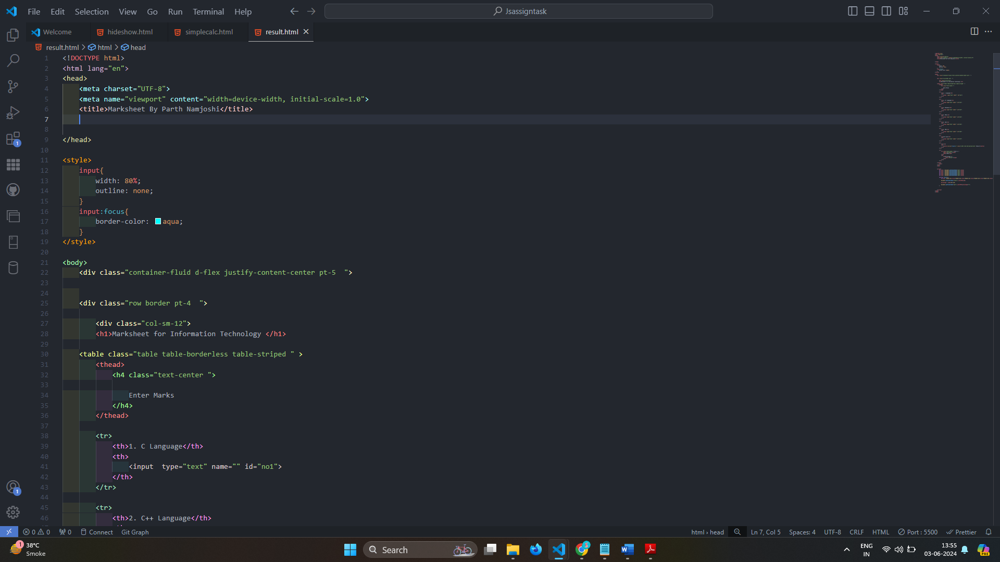 File Edit Selection View Go Run Terminal Help
Jsassigntask
Welcome hideshow.html simplecalc.html result.html
result.html > html > head
1 <!DOCTYPE html>
2 <html lang="en">
3 <head>
4 <meta charset="UTF-8">
5 <meta name="viewport" content="width=device-width, initial-scale=1.0">
6 <title>Marksheet By Parth Namjoshi</title>
7
8
9 </head>
10
11 <style>
12 input{
13 width: 80%;
14 outline: none;
15 }
16 input:focus{
17 border-color: aqua;
18 }
19 </style>
20
21 <body>
22 <div class="container-fluid d-flex justify-content-center pt-5  ">
23
24
25 <div class="row border pt-4  ">
26
27 <div class="col-sm-12">
28 <h1>Marksheet for Information Technology </h1>
29
30 <table class="table table-borderless table-striped " >
31 <thead>
32 <h4 class="text-center ">
33
34 Enter Marks
35 </h4>
36 </thead>
37
38 <tr>
39 <th>1. C Language</th>
40 <th>
41 <input  type="text" name="" id="no1">
42 </th>
43 </tr>
44
45 <tr>
46 <th>2. C++ Language</th>
1
1
0 0 0 Connect Git Graph
html › head Ln 7, Col 5 Spaces: 4 UTF-8 CRLF HTML Port : 5500 Prettier
1
38°C
Smoke
Search
3
ENG
IN
13:55
03-06-2024
PRE